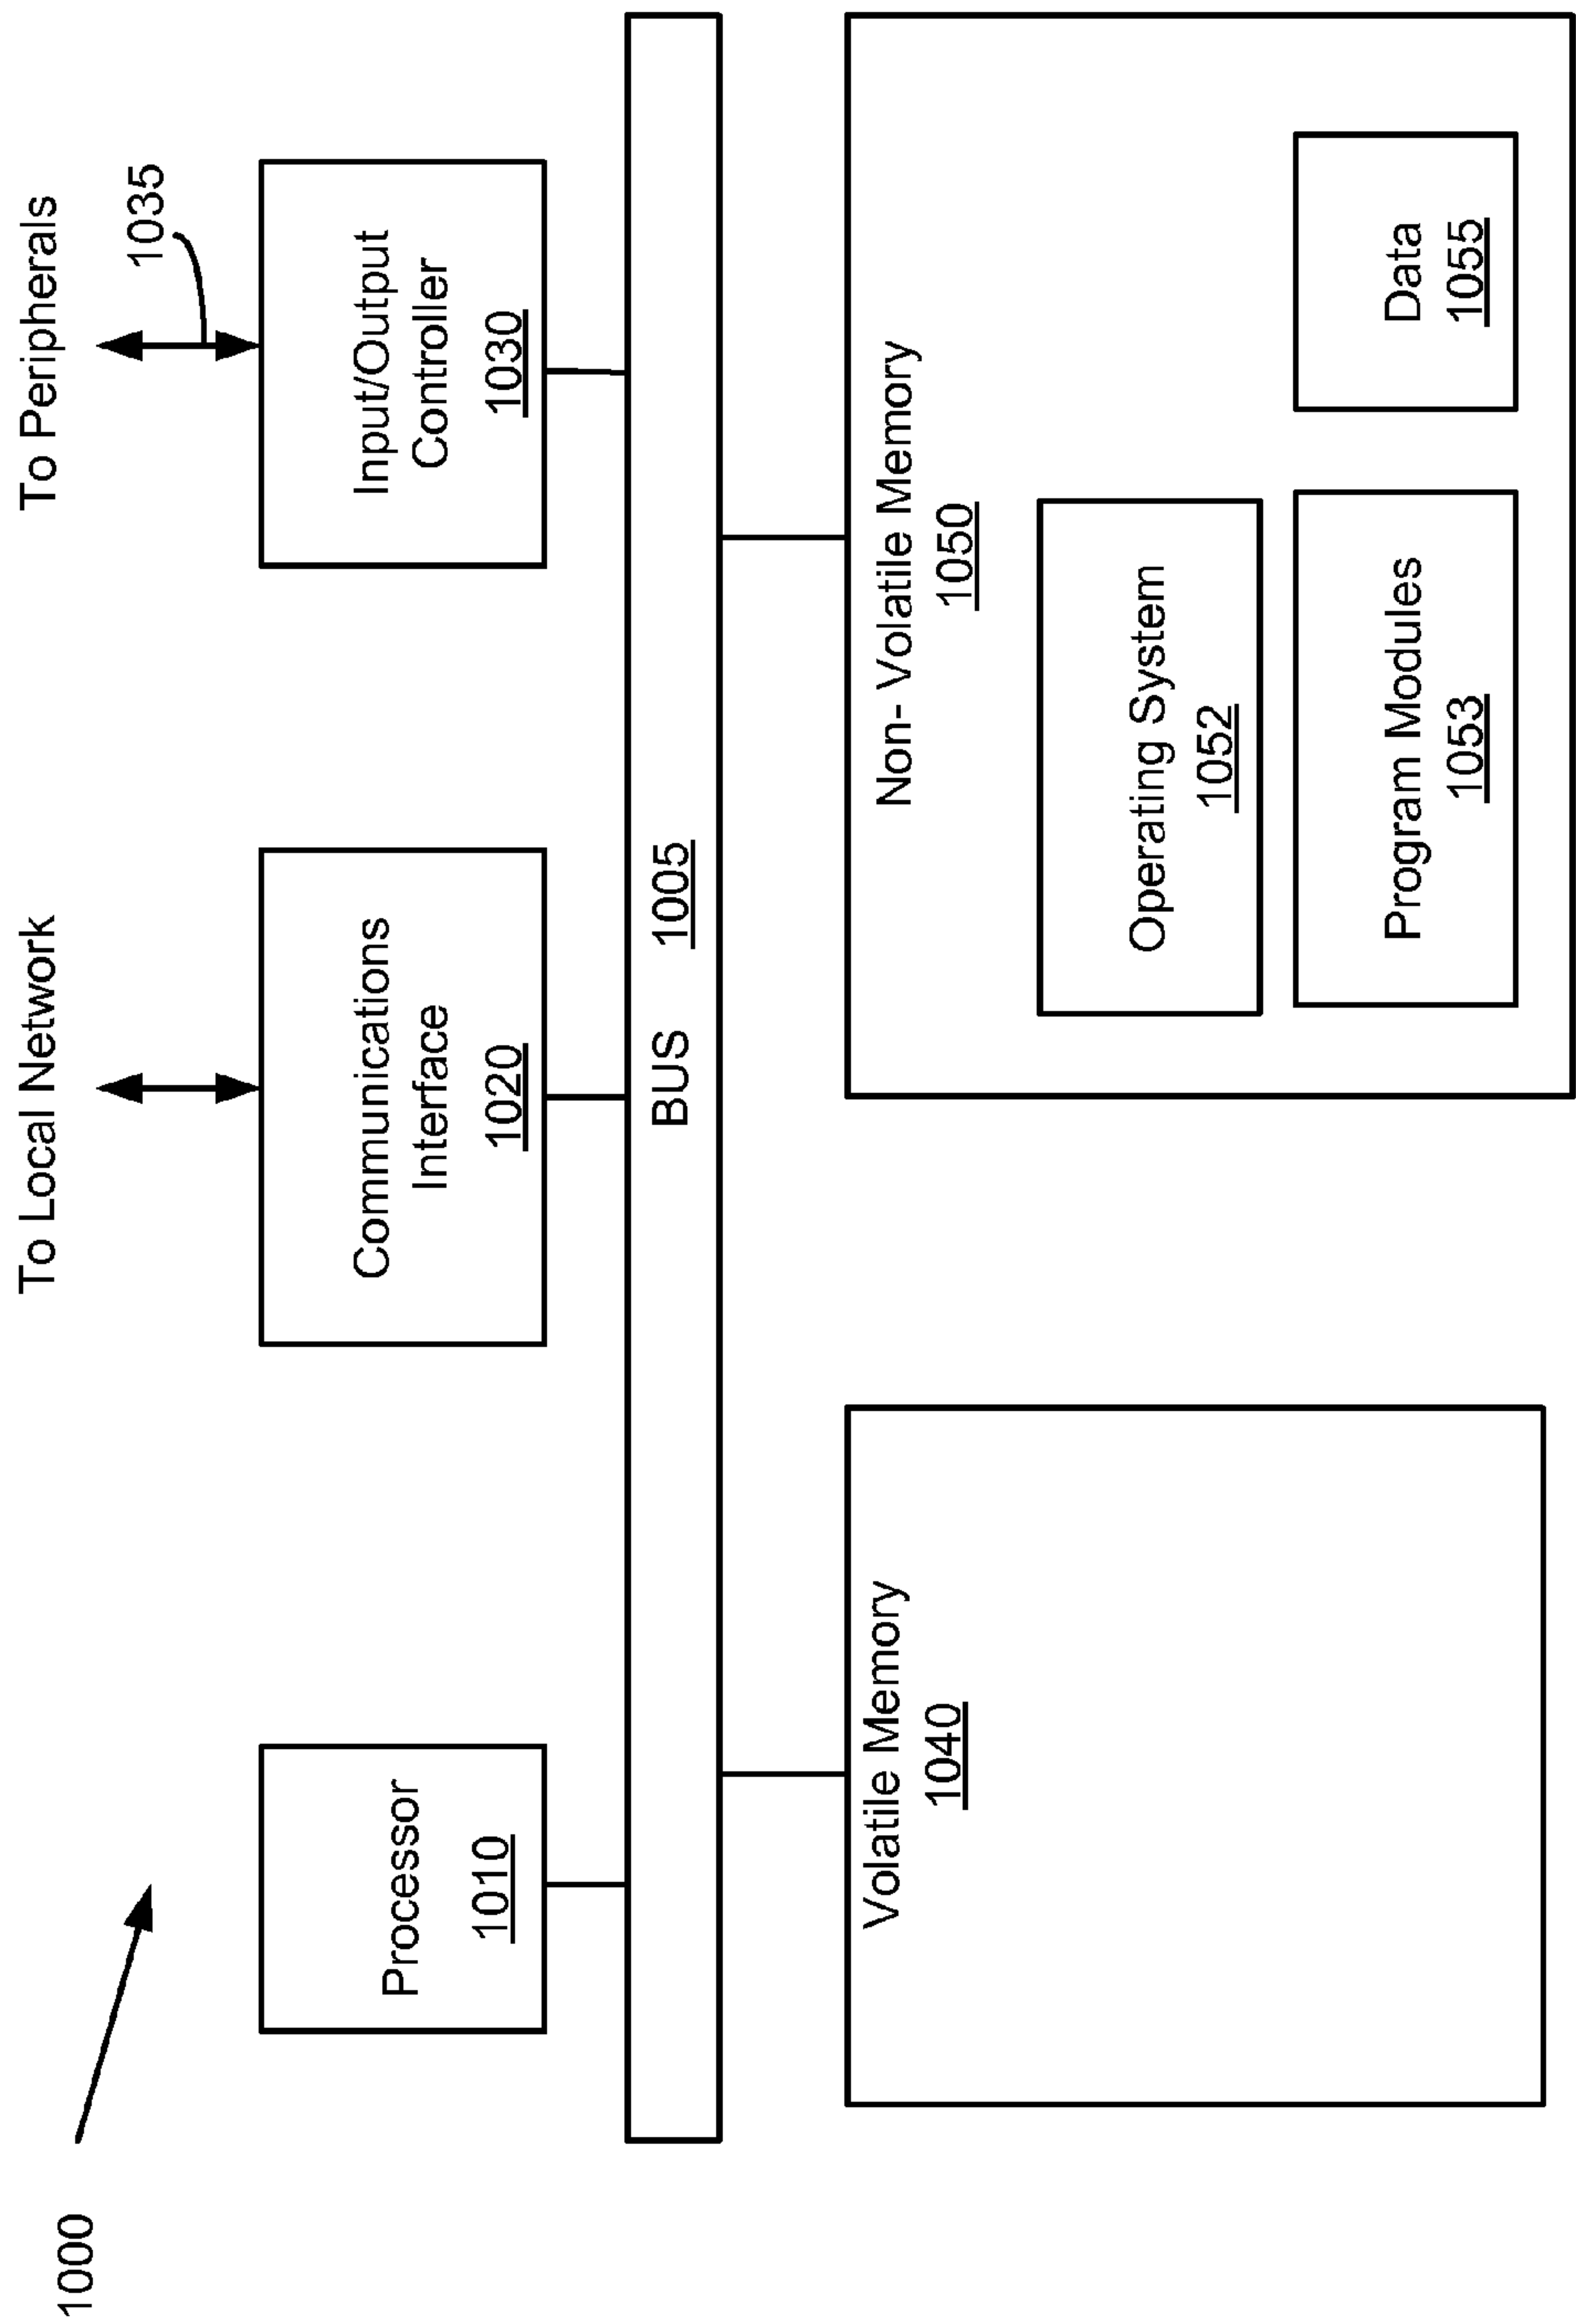 1000
To Local Network
To Peripherals
1035
Processor
1010
Communications
Interface
1020
Input/Output
Controller
1030
BUS 1005
Volatile Memory
1040
Non- Volatile Memory
1050
Operating System
1052
Program Modules
1053
Data
1055